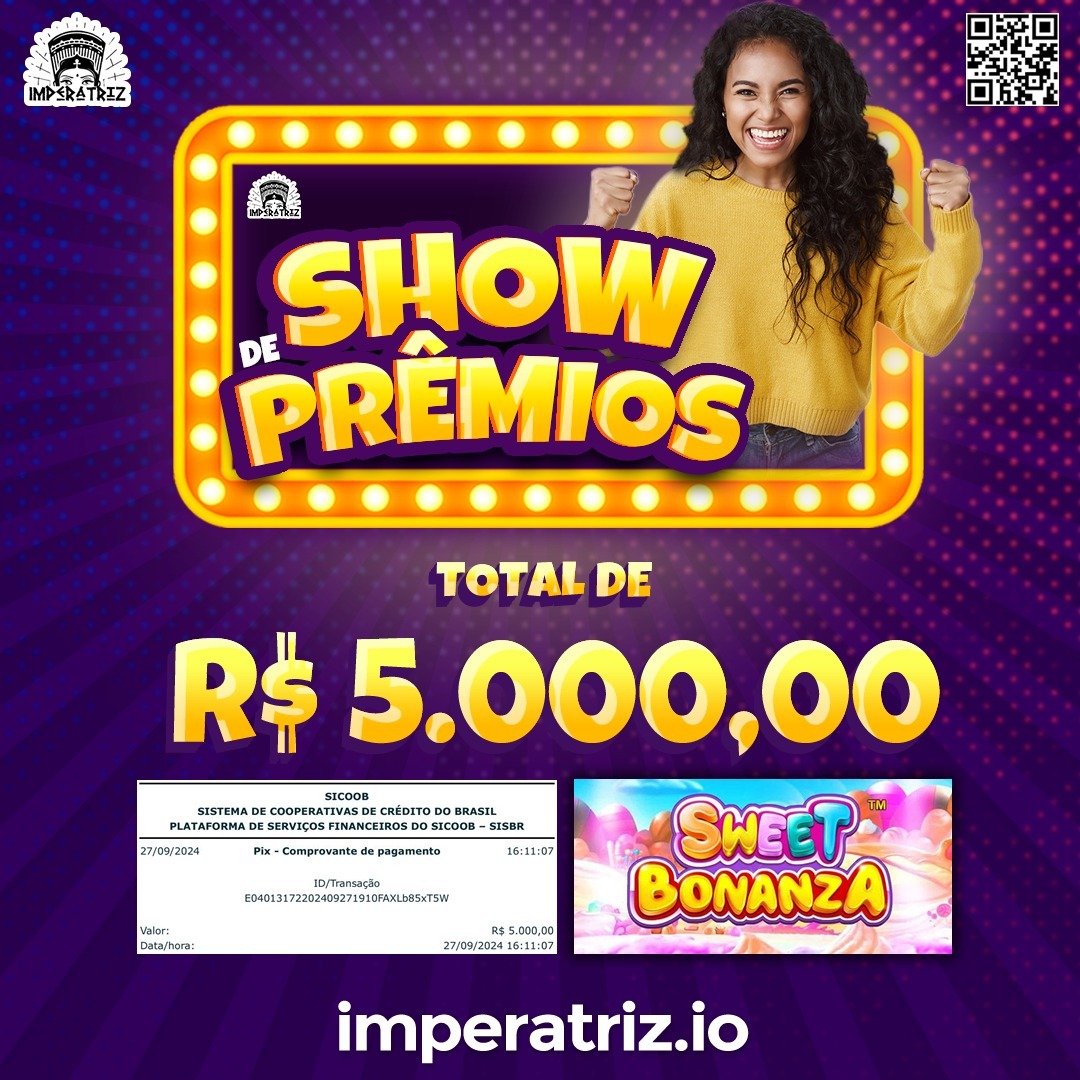 IMPERATRIZ
IMPERATRIZ
SHOW
DE
PRÊMIOS
TOTAL DE
R$ 5.000,00
SICOOB
SISTEMA DE COOPERATIVAS DE CRÉDITO DO BRASIL
PLATAFORMA DE SERVIÇOS FINANCEIROS DO SICOOB – SISBR
27/09/2024 Pix - Comprovante de pagamento 16:11:07
ID/Transação
E04013172202409271910FAXLb85xT5W
Valor: R$ 5.000,00
Data/hora: 27/09/2024 16:11:07
SWEET TM
BONANZA
imperatriz.io